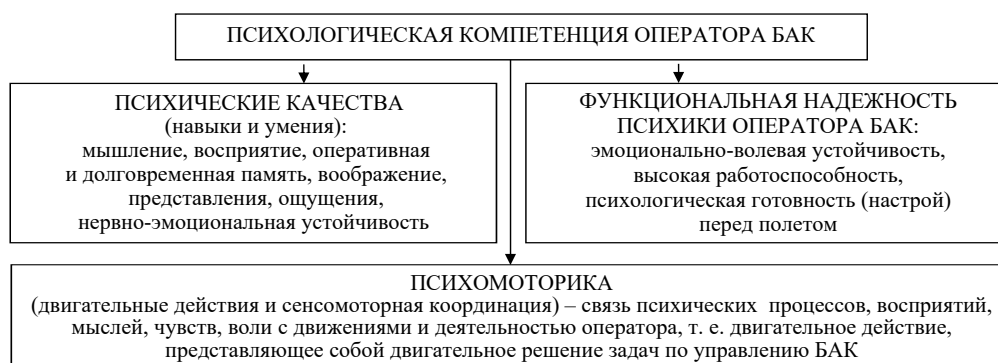 ПСИХОЛОГИЧЕСКАЯ КОМПЕТЕНЦИЯ ОПЕРАТОРА БАК
ПСИХИЧЕСКИЕ КАЧЕСТВА
(навыки и умения):
мышление, восприятие, оперативная
и долговременная память, воображение,
представления, ощущения,
нервно-эмоциональная устойчивость
ФУНКЦИОНАЛЬНАЯ НАДЕЖНОСТЬ
ПСИХИКИ ОПЕРАТОРА БАК:
эмоционально-волевая устойчивость,
высокая работоспособность,
психологическая готовность (настрой)
перед полетом
ПСИХОМОТОРИКА
(двигательные действия и сенсомоторная координация) – связь психических процессов, восприятий,
мыслей, чувств, воли с движениями и деятельностью оператора, т. е. двигательное действие,
представляющее собой двигательное решение задач по управлению БАК